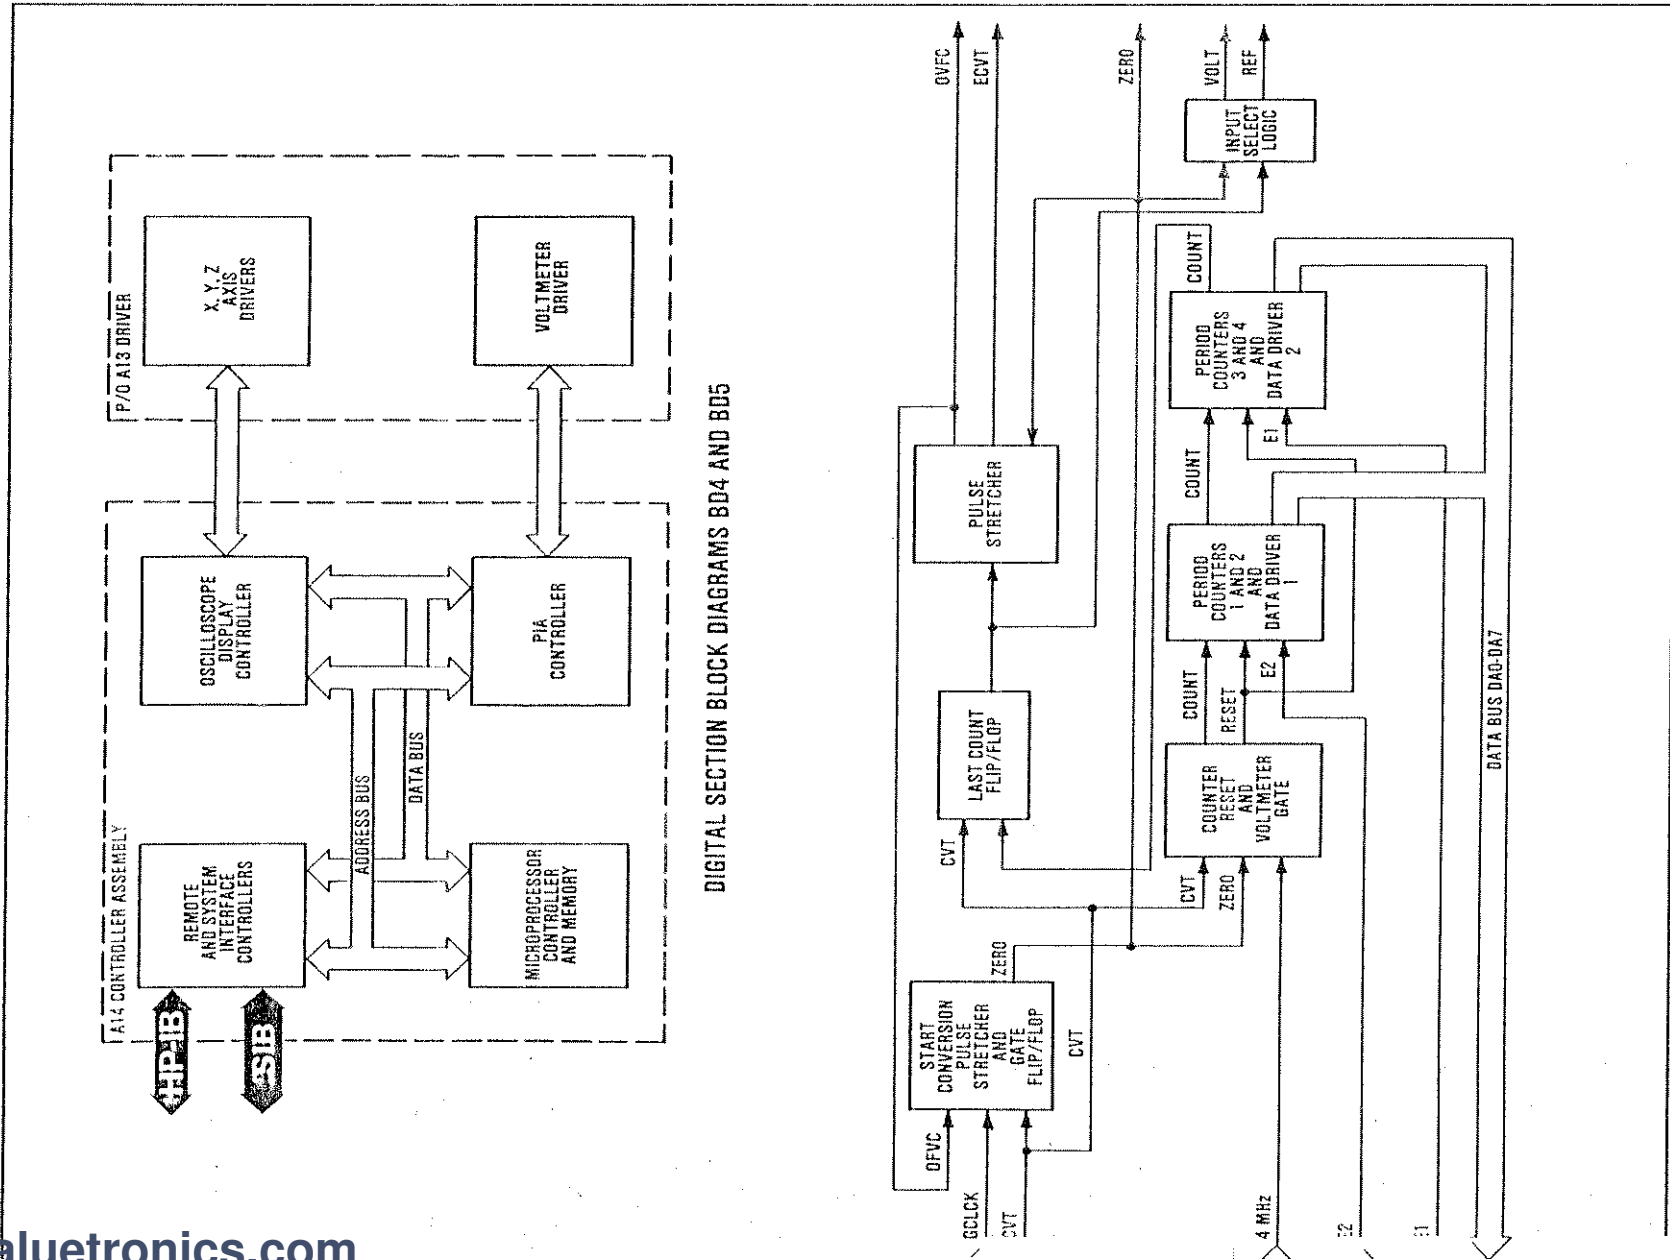 A14 CONTROLLER ASSEMBLY
HP-IB
REMOTE
AND SYSTEM
INTERFACE
CONTROLLERS
MICROPROCESSOR
CONTROLLER
AND MEMORY
ADDRESS BUS
DATA BUS
OSCILLOSCOPE
DISPLAY
CONTROLLER
PIA
CONTROLLER
P/O A13 DRIVER
X, Y, Z
AXIS
DRIVERS
VOLTMETER
DRIVER
DIGITAL SECTION BLOCK DIAGRAMS BD4 AND BD5
OFVC
GCLCK
CVT
START
CONVERSION
PULSE
STRETCHER
AND
GATE
FLIP/FLOP
ZERO
CVT
CVT
LAST COUNT
FLIP/FLOP
PULSE
STRETCHER
OVFC
ECVT
ZERO
VOLT
REF
INPUT
SELECT
LOGIC
CVT
ZERO
4 MHz
COUNTER
RESET
AND
VOLTMETER
GATE
COUNT
RESET
E2
PERIOD
COUNTERS
1 AND 2
AND
DATA DRIVER
1
COUNT
E1
PERIOD
COUNTERS
3 AND 4
AND
DATA DRIVER
2
COUNT
E2
DATA BUS DA0-DA7
aluetronics.com